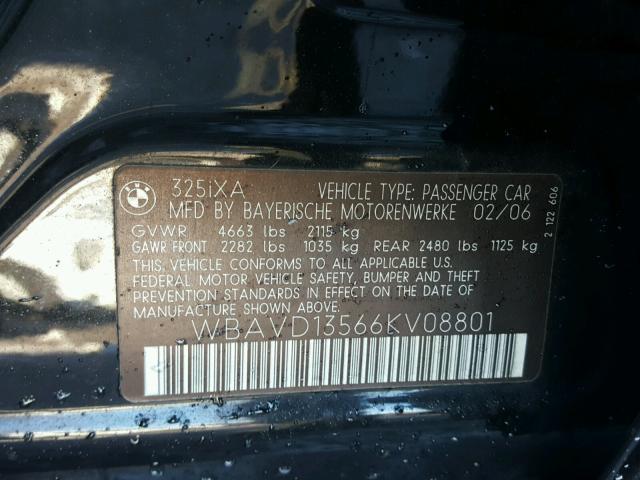 325iXA VEHICLE TYPE: PASSENGER CAR
MFD BY BAYERISCHE MOTORENWERKE 02/06
GVWR 4663 lbs 2115 kg
GAWR FRONT 2282 lbs 1035 kg REAR 2480 lbs 1125 kg
THIS VEHICLE CONFORMS TO ALL APPLICABLE U.S.
FEDERAL MOTOR VEHICLE SAFETY, BUMPER AND THEFT
PREVENTION STANDARDS IN EFFECT ON THE DATE OF
MANUFACTURE SHOWN ABOVE.
WBAVD13566KV08801
2 122 606